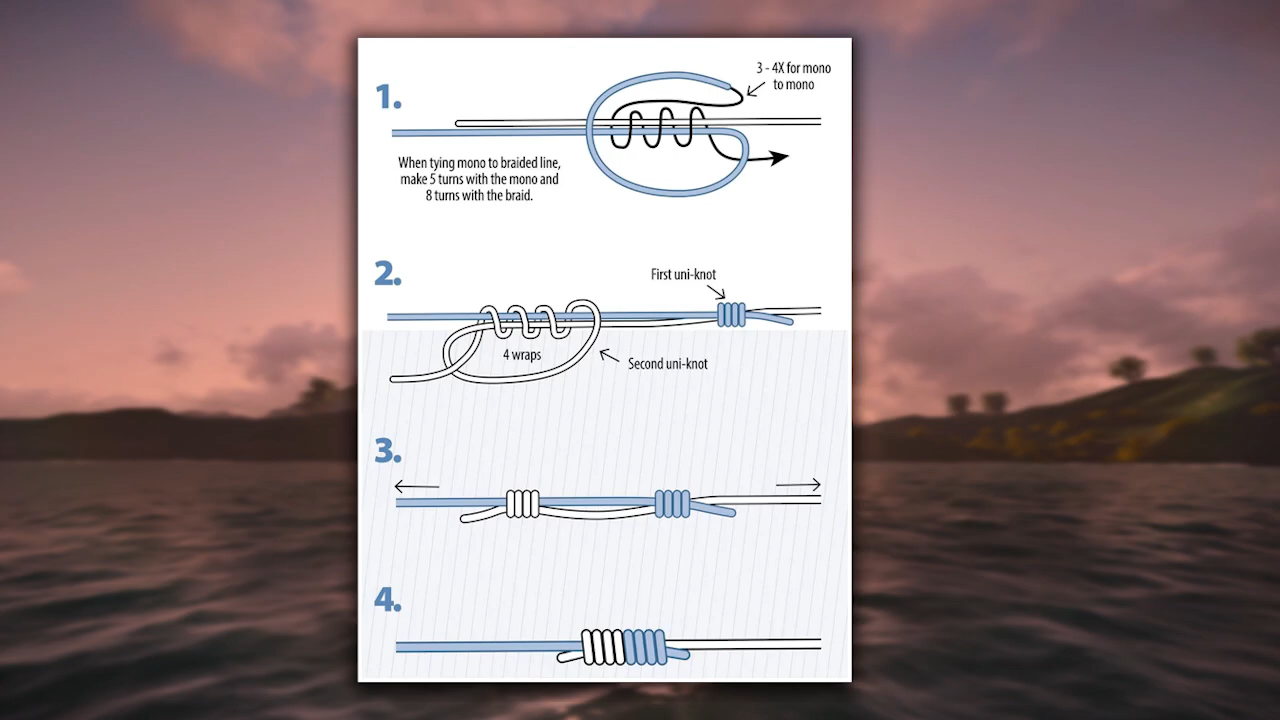 1.
3 - 4X for mono
to mono
When tying mono to braided line,
make 5 turns with the mono and
8 turns with the braid.
2.
First uni-knot
4 wraps
Second uni-knot
3.
4.